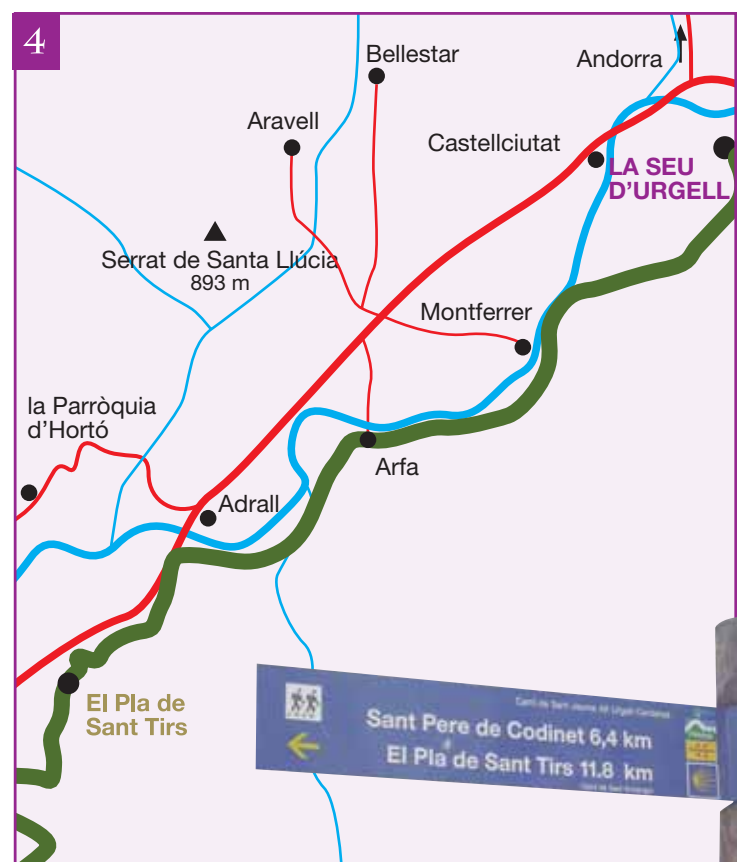 4
Bellestar
Andorra
Aravell
Castellciutat
LA SEU
D'URGELL
Serrat de Santa Llúcia
893 m
Montferrer
la Parròquia
d'Hortó
Arfa
Adrall
El Pla de
Sant Tirs
Sant Pere de Codinet 6,4 km
El Pla de Sant Tirs 11.8 km